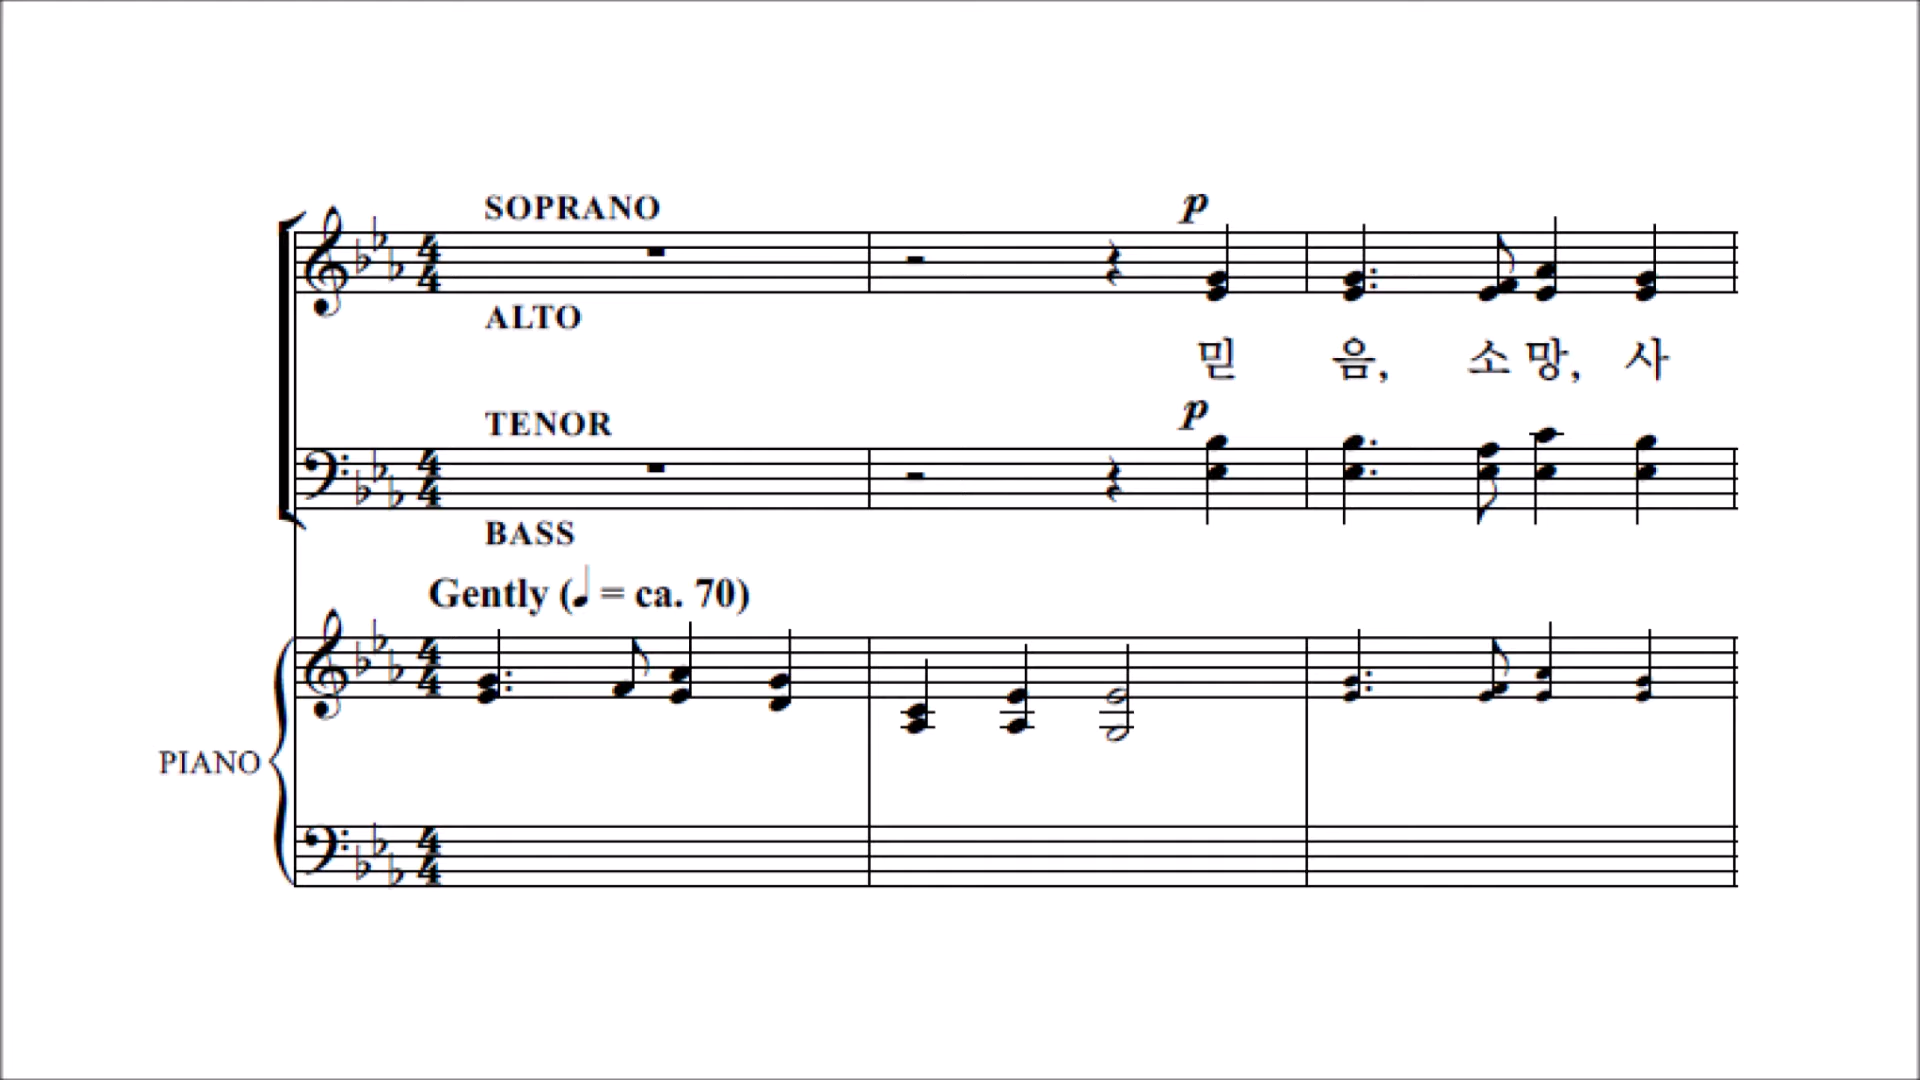 SOPRANO
p
ALTO
믿 음, 소 망, 사
TENOR
p
BASS
Gently (♩ = ca. 70)
PIANO